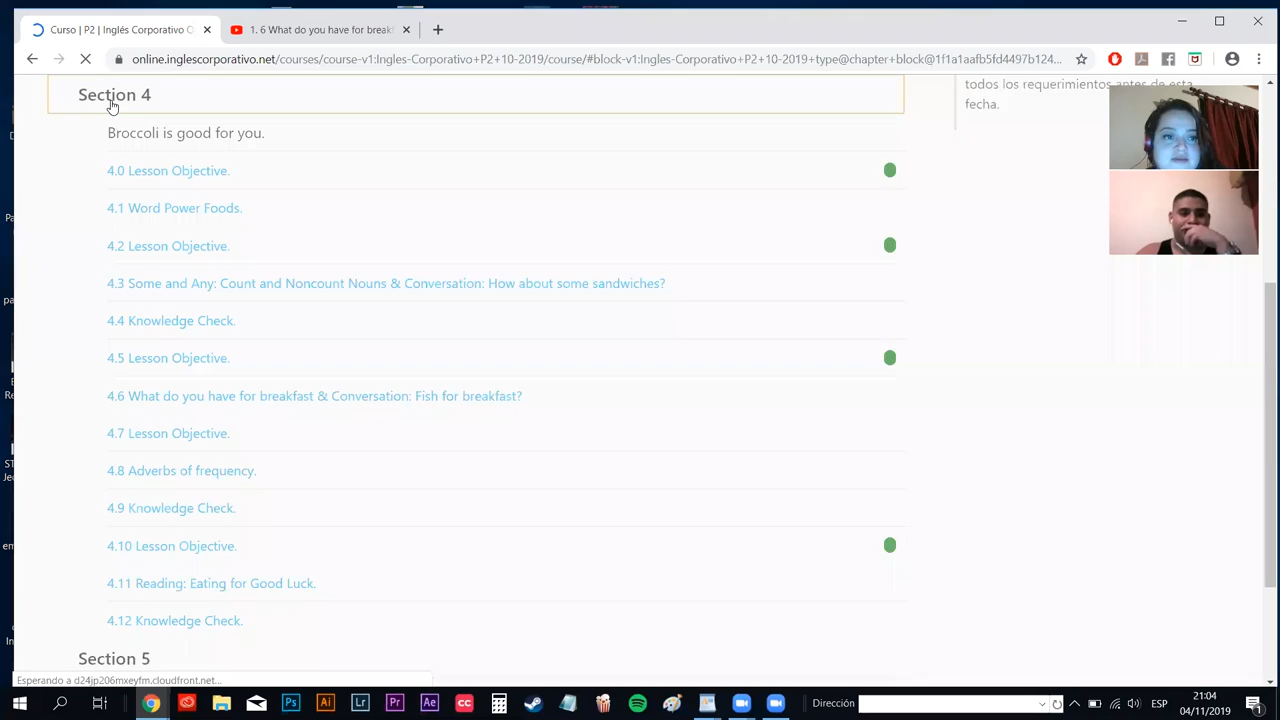 Curso | P2 | Inglés Corporativo O
1. 6 What do you have for breakf
online.inglescorporativo.net/courses/course-v1:Ingles-Corporativo+P2+10-2019/course/#block-v1:Ingles-Corporativo+P2+10-2019+type@chapter+block@1f1a1aafb5fd4497b124...
todos los requerimientos antes de esta
fecha.
Section 4
Broccoli is good for you.
4.0 Lesson Objective.
4.1 Word Power Foods.
4.2 Lesson Objective.
4.3 Some and Any: Count and Noncount Nouns & Conversation: How about some sandwiches?
4.4 Knowledge Check.
4.5 Lesson Objective.
4.6 What do you have for breakfast & Conversation: Fish for breakfast?
4.7 Lesson Objective.
4.8 Adverbs of frequency.
4.9 Knowledge Check.
4.10 Lesson Objective.
4.11 Reading: Eating for Good Luck.
4.12 Knowledge Check.
Section 5
Esperando a d24jp206mxeyfm.cloudfront.net...
Ps
Ai
Lr
Pr
Ae
Dirección
ESP
21:04
04/11/2019